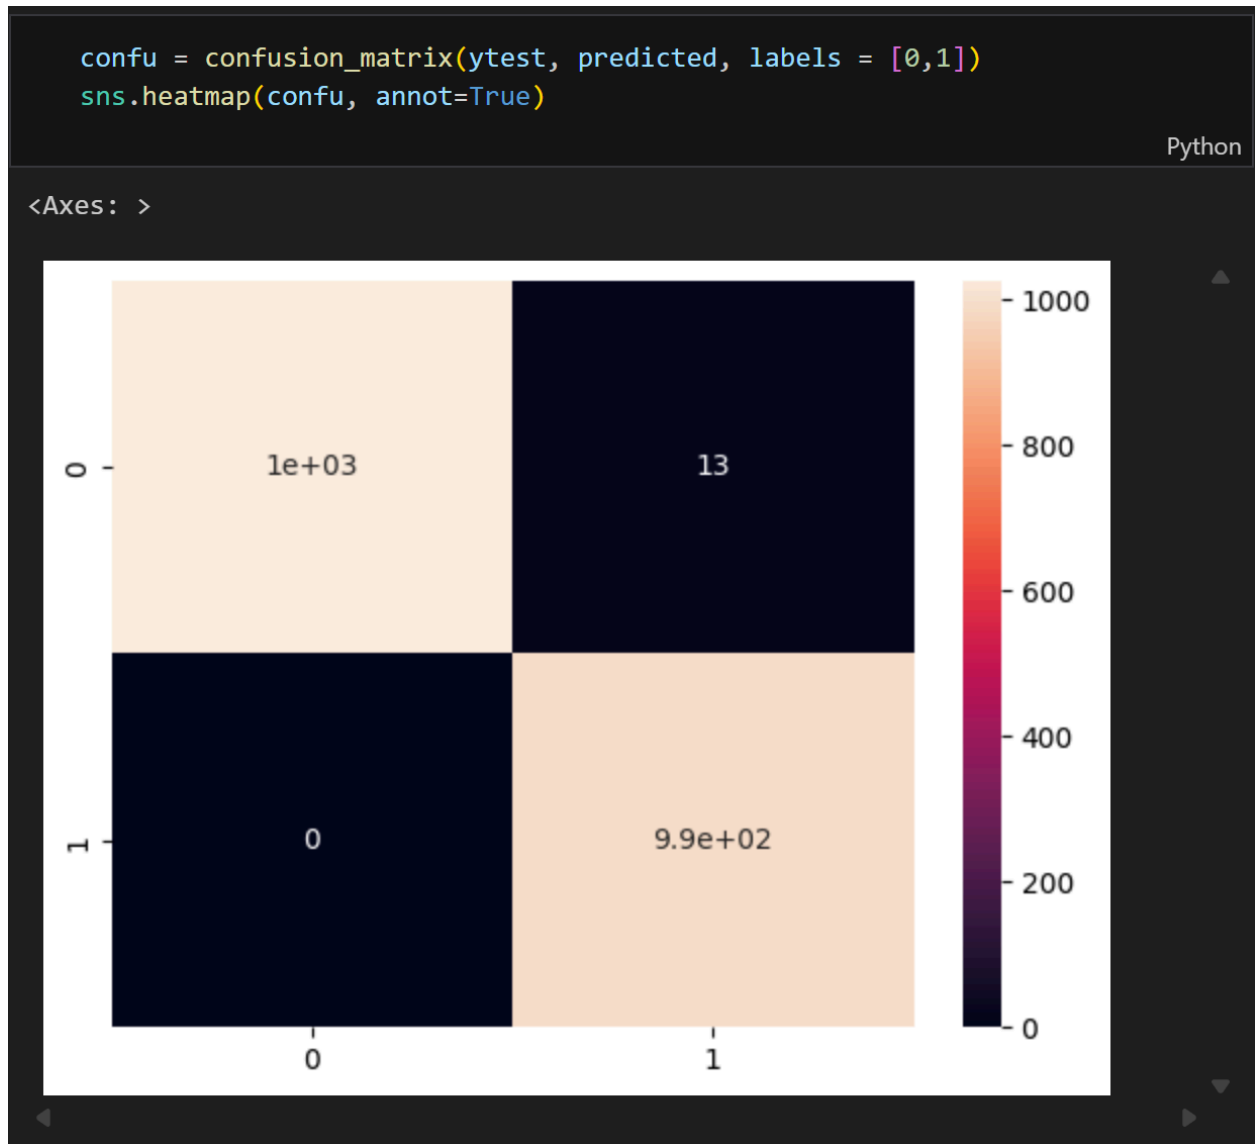 confu = confusion_matrix(ytest, predicted, labels = [0,1])
sns.heatmap(confu, annot=True)
Python
<Axes: >
1000
0
1e+03
13
800
600
400
1
0
9.9e+02
200
0
0
1